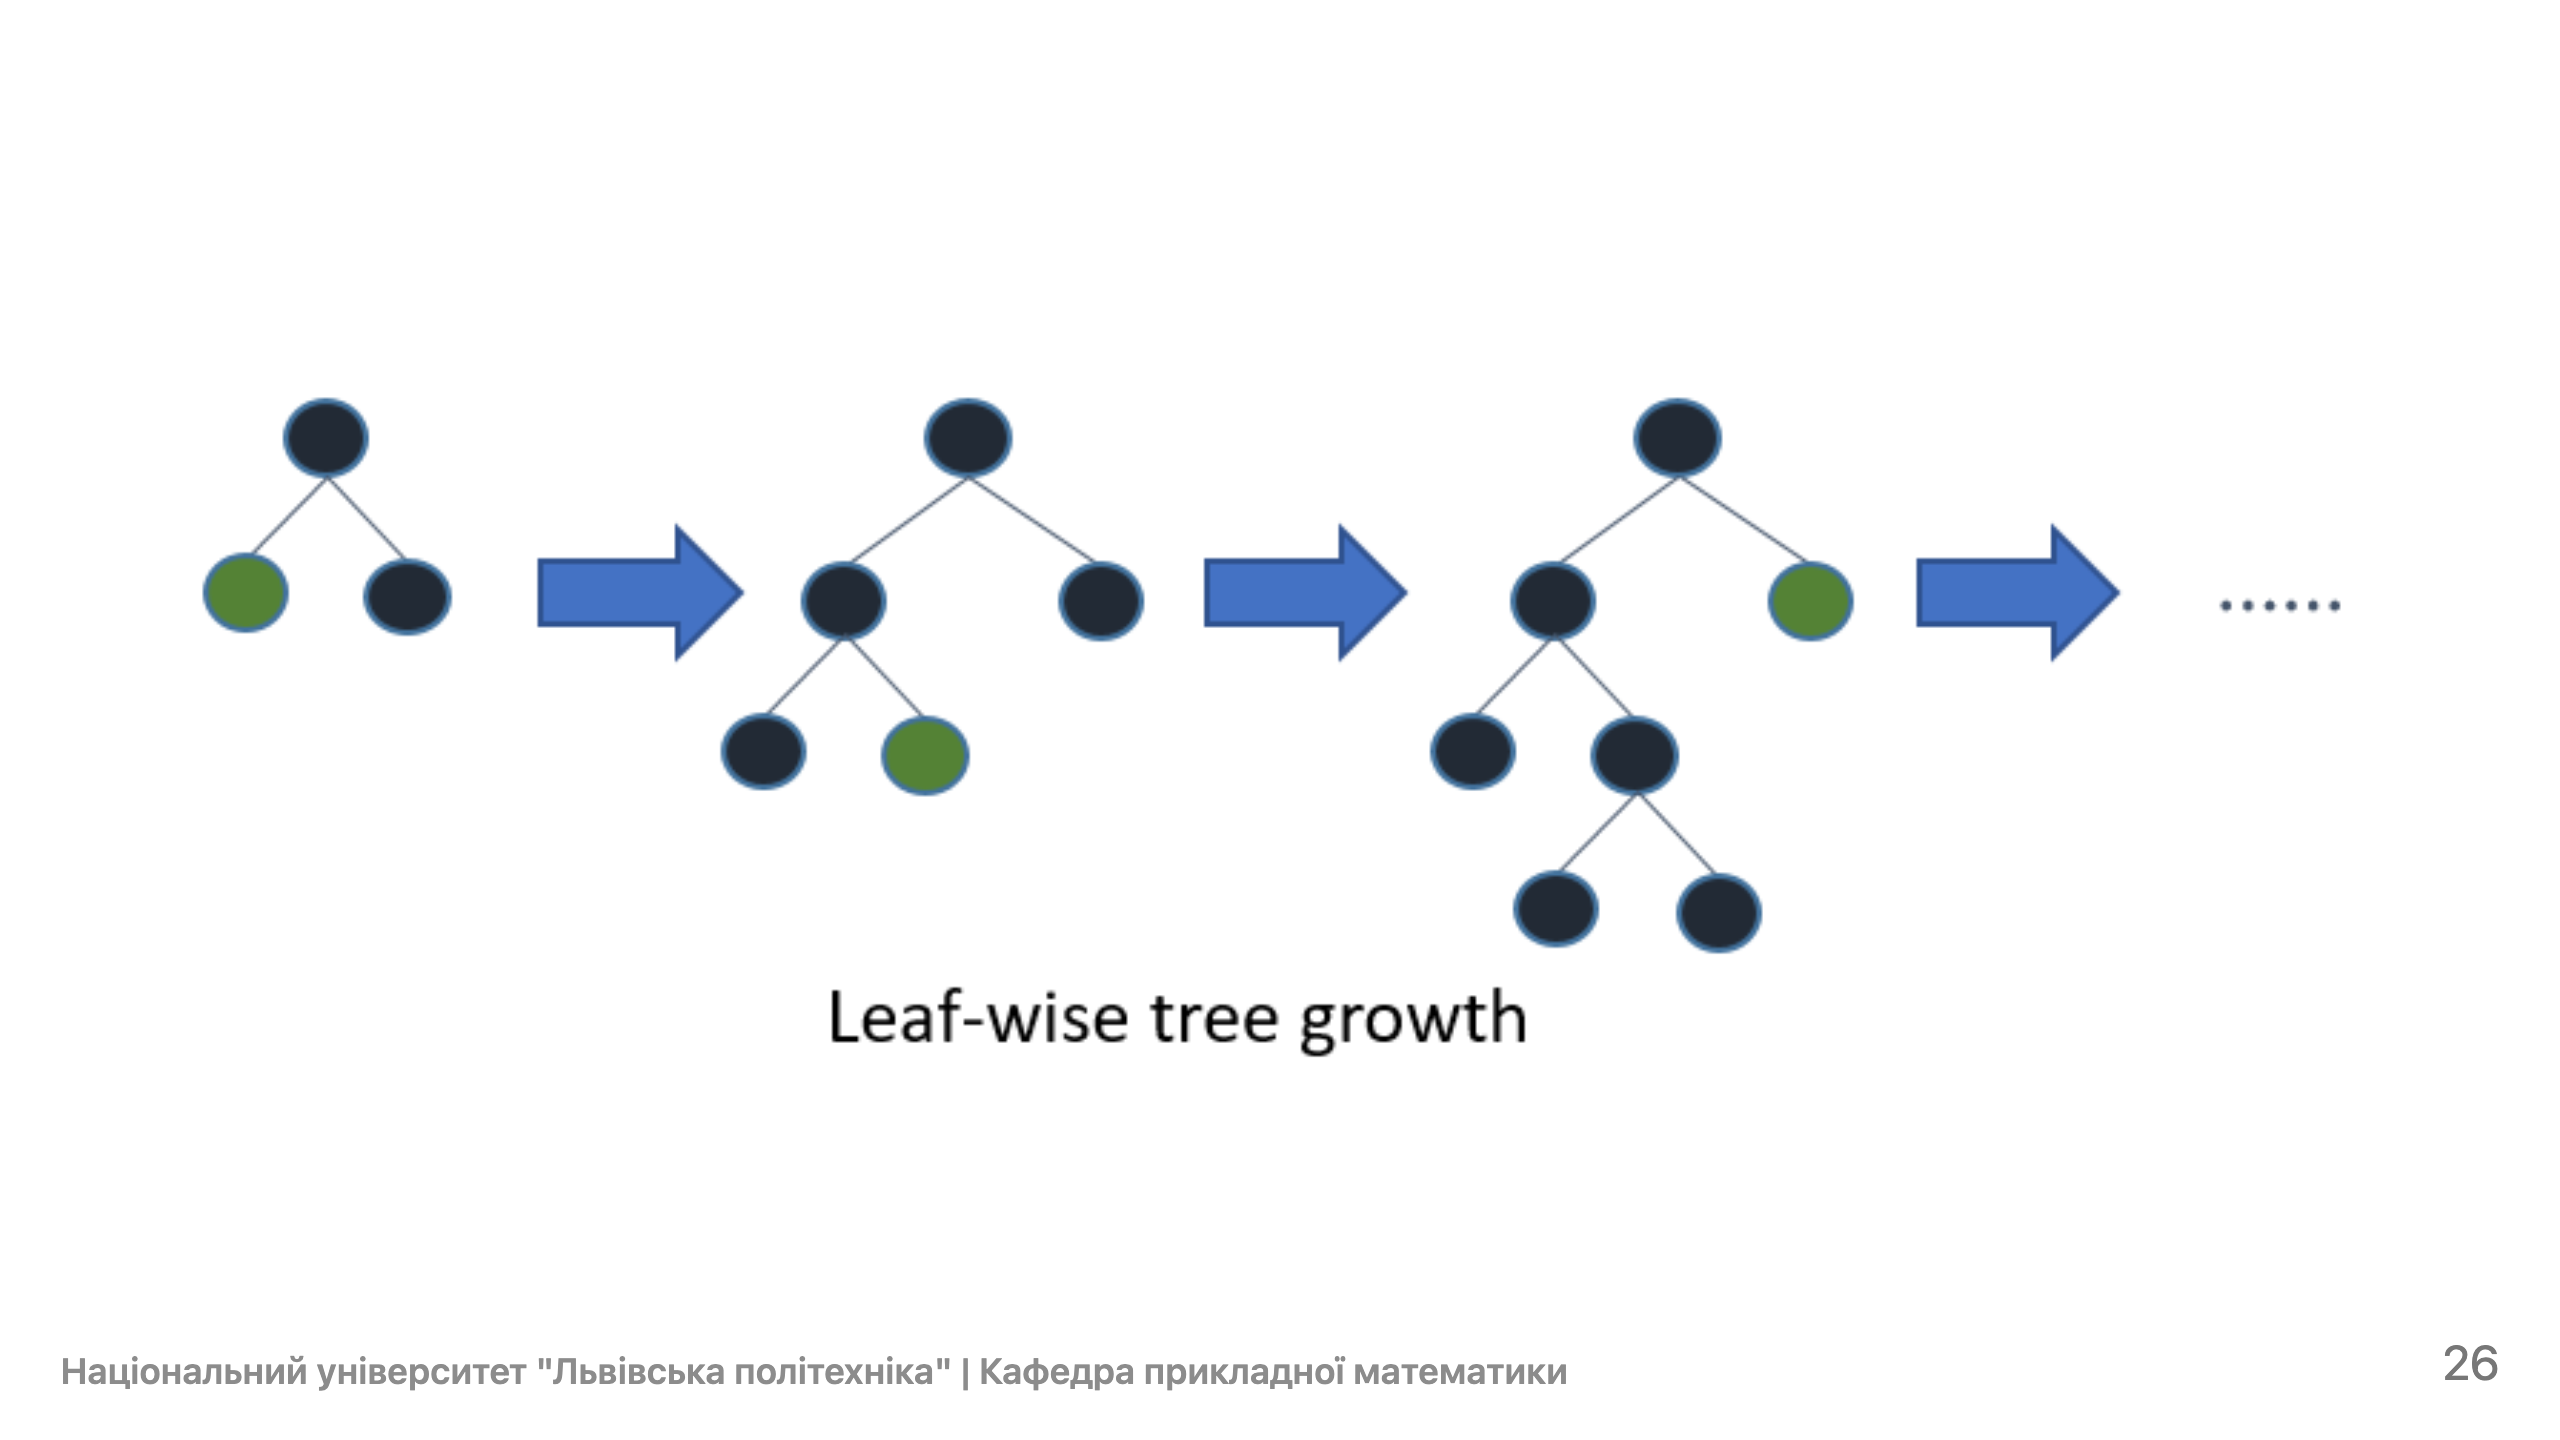 ......
Leaf-wise tree growth
Національний університет "Львівська політехніка" | Кафедра прикладної математики
26